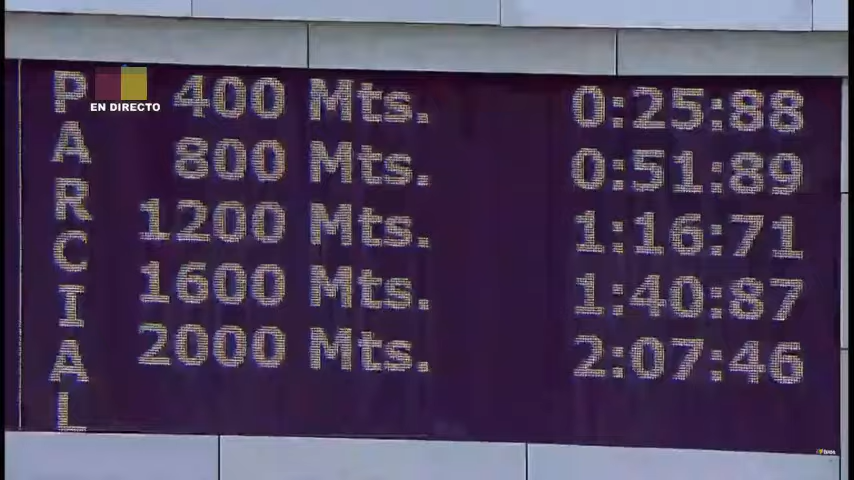 PARCIAL
EN DIRECTO
400 Mts. 0:25:88
800 Mts. 0:51:89
1200 Mts. 1:16:71
1600 Mts. 1:40:87
2000 Mts. 2:07:46